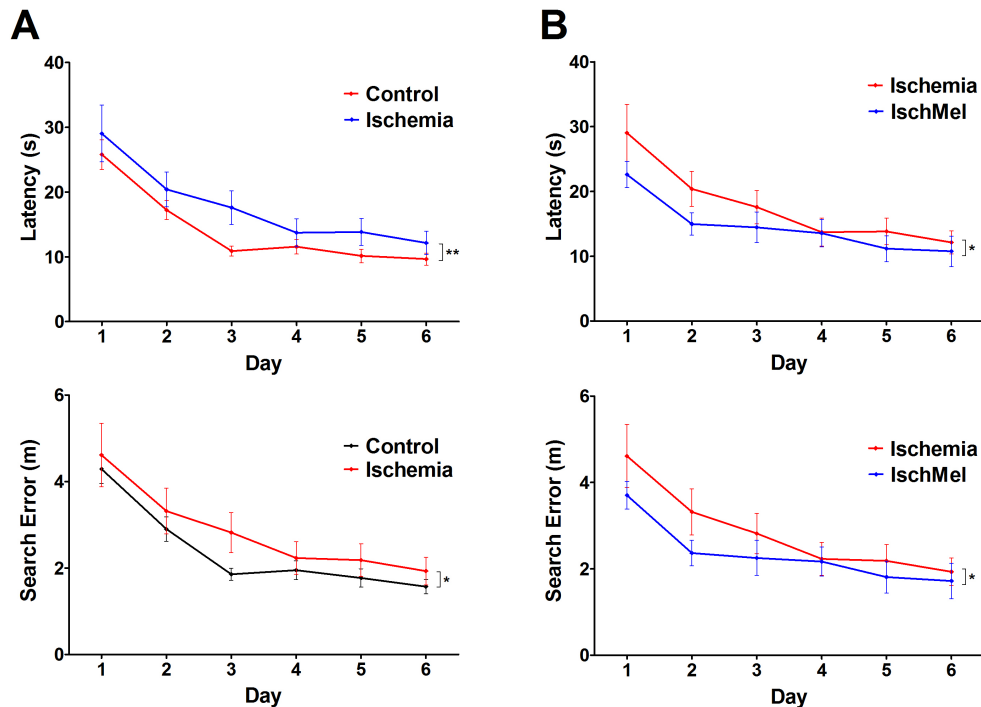 A
Latency (s)
40
30
20
10
0
Control
Ischemia
**
1 2 3 4 5 6
Day
Search Error (m)
6
4
2
0
Control
Ischemia
*
1 2 3 4 5 6
Day
B
Latency (s)
40
30
20
10
0
Ischemia
IschMel
*
1 2 3 4 5 6
Day
Search Error (m)
6
4
2
0
Ischemia
IschMel
*
1 2 3 4 5 6
Day